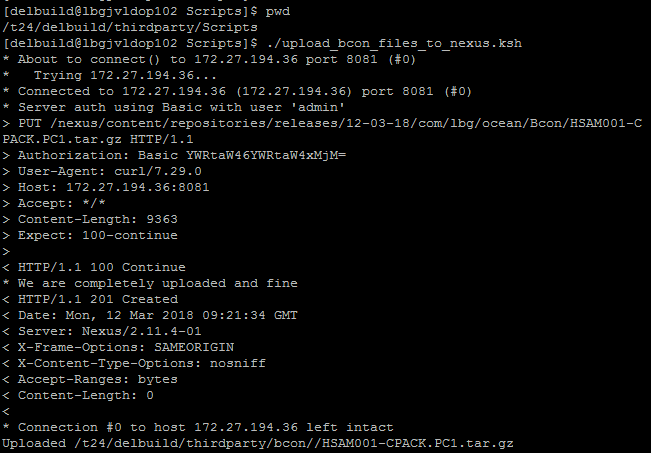 [delbuild@lbgjvldop102 Scripts]$ pwd
/t24/delbuild/thirdparty/Scripts
[delbuild@lbgjvldop102 Scripts]$ ./upload_bcon_files_to_nexus.ksh
* About to connect() to 172.27.194.36 port 8081 (#0)
*   Trying 172.27.194.36...
* Connected to 172.27.194.36 (172.27.194.36) port 8081 (#0)
* Server auth using Basic with user 'admin'
> PUT /nexus/content/repositories/releases/12-03-18/com/lbg/ocean/Bcon/HSAM001-C
PACK.PC1.tar.gz HTTP/1.1
> Authorization: Basic YWRtaW46YWRtaW4xMjM=
> User-Agent: curl/7.29.0
> Host: 172.27.194.36:8081
> Accept: */*
> Content-Length: 9363
> Expect: 100-continue
>
< HTTP/1.1 100 Continue
* We are completely uploaded and fine
< HTTP/1.1 201 Created
< Date: Mon, 12 Mar 2018 09:21:34 GMT
< Server: Nexus/2.11.4-01
< X-Frame-Options: SAMEORIGIN
< X-Content-Type-Options: nosniff
< Accept-Ranges: bytes
< Content-Length: 0
<
* Connection #0 to host 172.27.194.36 left intact
Uploaded /t24/delbuild/thirdparty/bcon//HSAM001-CPACK.PC1.tar.gz